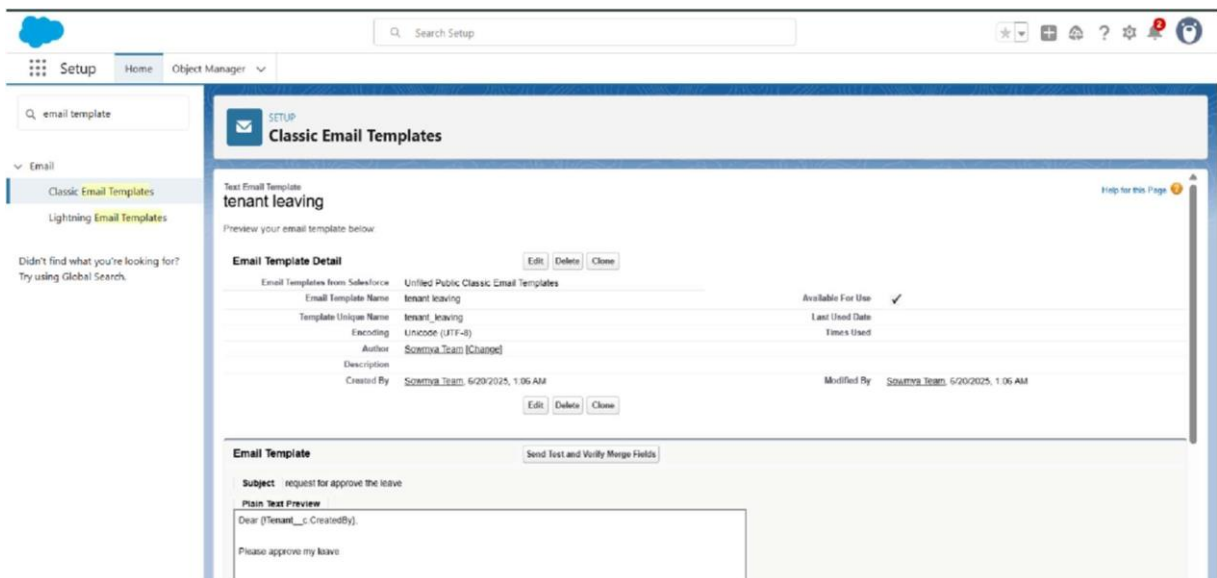 Search Setup
2
Setup Home Object Manager
email template
SETUP
Classic Email Templates
Email
Classic Email Templates
Lightning Email Templates
Didn't find what you're looking for?
Try using Global Search.
Text Email Template
tenant leaving
Help for this Page
Preview your email template below
Email Template Detail
Edit Delete Clone
Email Templates from Salesforce Unfiled Public Classic Email Templates
Email Template Name tenant leaving Available For Use ✓
Template Unique Name tenant_leaving Last Used Date
Encoding Unicode (UTF-8) Times Used
Author Sowmya Team [Change]
Description
Created By Sowmya Team, 6/20/2025, 1:06 AM Modified By Sowmya Team, 6/20/2025, 1:06 AM
Edit Delete Clone
Email Template Send Test and Verify Merge Fields
Subject request for approve the leave
Plain Text Preview
Dear {!Tenant__c.CreatedBy},
Please approve my leave